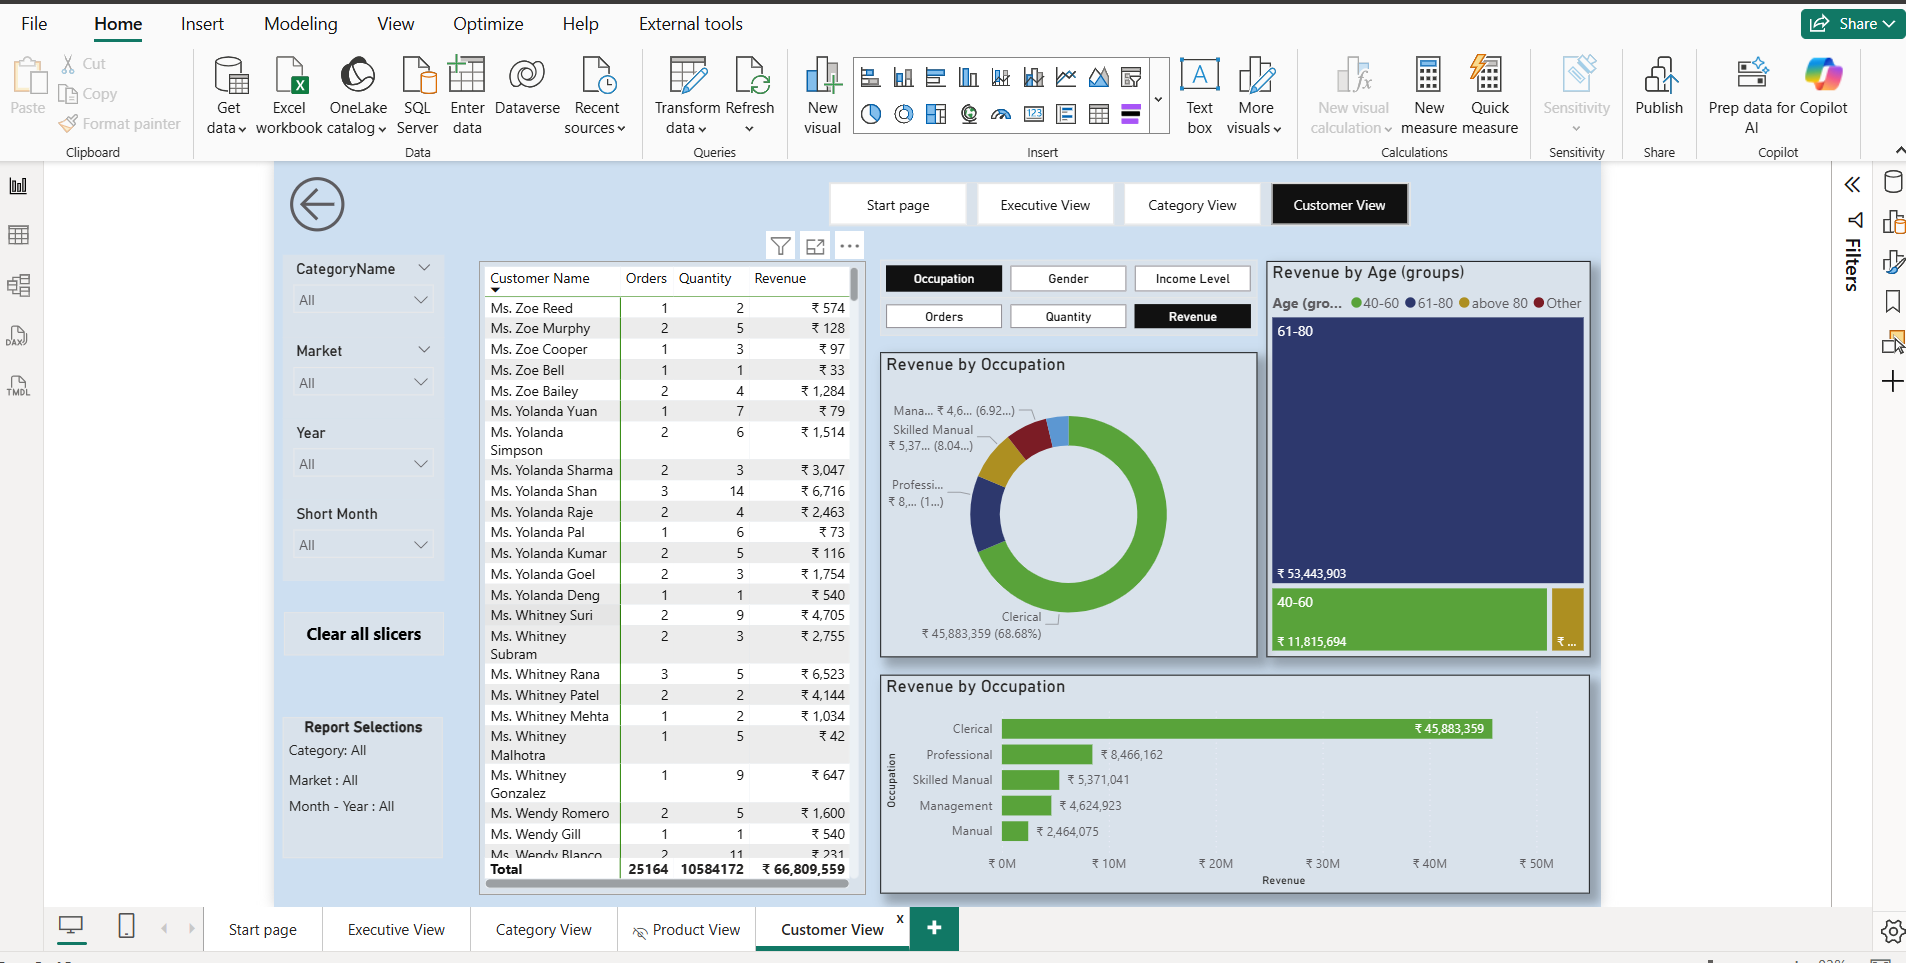 File Home Insert Modeling View Optimize Help External tools Share
Paste
Cut
Copy
Format painter
Clipboard
Get data
Excel workbook
OneLake catalog
SQL Server
Enter data
Dataverse
Recent sources
Data
Transform data
Refresh
Queries
New visual
Text box
More visuals
Insert
New visual calculation
New measure
Quick measure
Calculations
Sensitivity
Sensitivity
Publish
Share
Prep data for AI
Copilot
Copilot
DAX
TMDL
Filters
Start page
Executive View
Category View
Customer View
CategoryName
All
Market
All
Year
All
Short Month
All
Clear all slicers
Report Selections
Category: All
Market : All
Month - Year : All
Customer Name Orders Quantity Revenue
Ms. Zoe Reed 1 2 ₹ 574
Ms. Zoe Murphy 2 5 ₹ 128
Ms. Zoe Cooper 1 3 ₹ 97
Ms. Zoe Bell 1 1 ₹ 33
Ms. Zoe Bailey 2 4 ₹ 1,284
Ms. Yolanda Yuan 1 7 ₹ 79
Ms. Yolanda Simpson 2 6 ₹ 1,514
Ms. Yolanda Sharma 2 3 ₹ 3,047
Ms. Yolanda Shan 3 14 ₹ 6,716
Ms. Yolanda Raje 2 4 ₹ 2,463
Ms. Yolanda Pal 1 6 ₹ 73
Ms. Yolanda Kumar 2 5 ₹ 116
Ms. Yolanda Goel 2 3 ₹ 1,754
Ms. Yolanda Deng 1 1 ₹ 540
Ms. Whitney Suri 2 9 ₹ 4,705
Ms. Whitney Subram 2 3 ₹ 2,755
Ms. Whitney Rana 3 5 ₹ 6,523
Ms. Whitney Patel 2 2 ₹ 4,144
Ms. Whitney Mehta 1 2 ₹ 1,034
Ms. Whitney Malhotra 1 5 ₹ 42
Ms. Whitney Gonzalez 1 9 ₹ 647
Ms. Wendy Romero 2 5 ₹ 1,600
Ms. Wendy Gill 1 1 ₹ 540
Ms. Wendy Blanco 2 11 ₹ 231
Total 25164 10584172 ₹ 66,809,559
Occupation Gender Income Level
Orders Quantity Revenue
Revenue by Occupation
Mana... ₹ 4,6... (6.92...)
Skilled Manual
₹ 5,37... (8.04...)
Professi...
₹ 8,... (1...)
Clerical
₹ 45,883,359 (68.68%)
Revenue by Age (groups)
Age (gro... 40-60 61-80 above 80 Other
61-80
₹ 53,443,903
40-60
₹ 11,815,694
₹ ...
Revenue by Occupation
Occupation
Clerical ₹ 45,883,359
Professional ₹ 8,466,162
Skilled Manual ₹ 5,371,041
Management ₹ 4,624,923
Manual ₹ 2,464,075
₹ 0M ₹ 10M ₹ 20M ₹ 30M ₹ 40M ₹ 50M
Revenue
Start page Executive View Category View Product View Customer View x